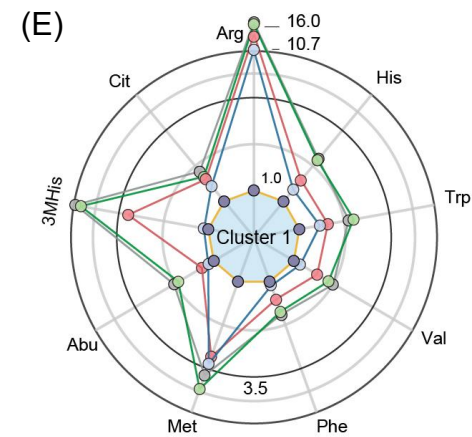 (E)
Arg
16.0
10.7
Cit
His
3MHis
1.0
Trp
Cluster 1
Abu
Val
3.5
Met
Phe